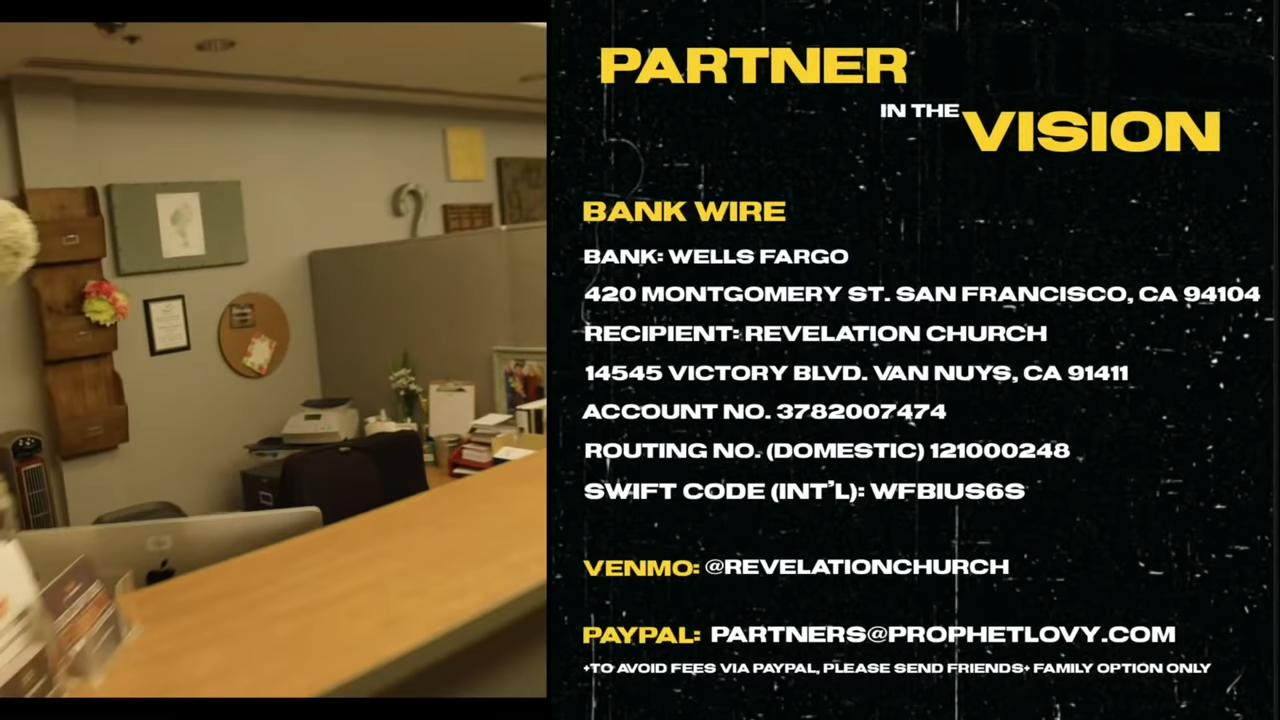 PARTNER
IN THE
VISION
BANK WIRE
BANK: WELLS FARGO
420 MONTGOMERY ST. SAN FRANCISCO, CA 94104
RECIPIENT: REVELATION CHURCH
14545 VICTORY BLVD. VAN NUYS, CA 91411
ACCOUNT NO. 3782007474
ROUTING NO. (DOMESTIC) 121000248
SWIFT CODE (INT'L): WFBIUS6S
VENMO: @REVELATIONCHURCH
PAYPAL: PARTNERS@PROPHETLOVY.COM
+TO AVOID FEES VIA PAYPAL, PLEASE SEND FRIENDS+ FAMILY OPTION ONLY